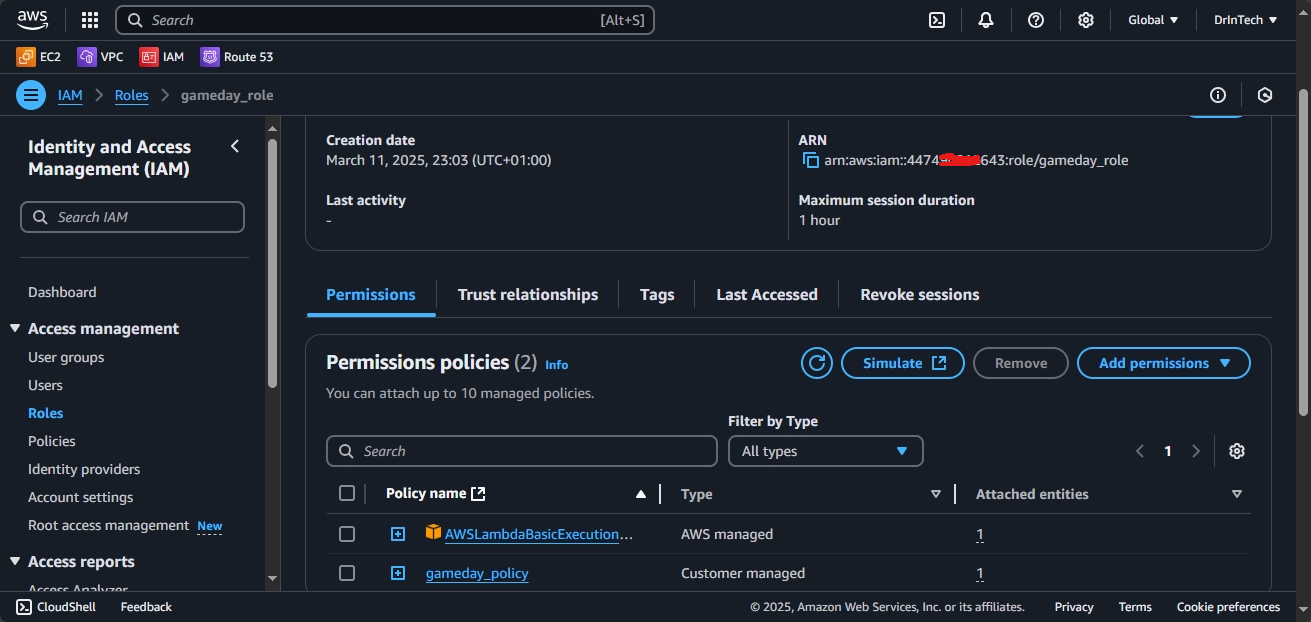 aws
Search [Alt+S] Global DrInTech
EC2 VPC IAM Route 53
IAM Roles gameday_role
Identity and Access Management (IAM)
Search IAM
Dashboard
Access management
User groups
Users
Roles
Policies
Identity providers
Account settings
Root access management New
Access reports
Access Analyzer
Creation date
March 11, 2025, 23:03 (UTC+01:00)
Last activity
-
ARN
arn:aws:iam::4474 643:role/gameday_role
Maximum session duration
1 hour
Permissions Trust relationships Tags Last Accessed Revoke sessions
Permissions policies (2) Info
Simulate Remove Add permissions
You can attach up to 10 managed policies.
Filter by Type
Search All types 1
Policy name Type Attached entities
AWSLambdaBasicExecution... AWS managed 1
gameday_policy Customer managed 1
CloudShell Feedback © 2025, Amazon Web Services, Inc. or its affiliates. Privacy Terms Cookie preferences